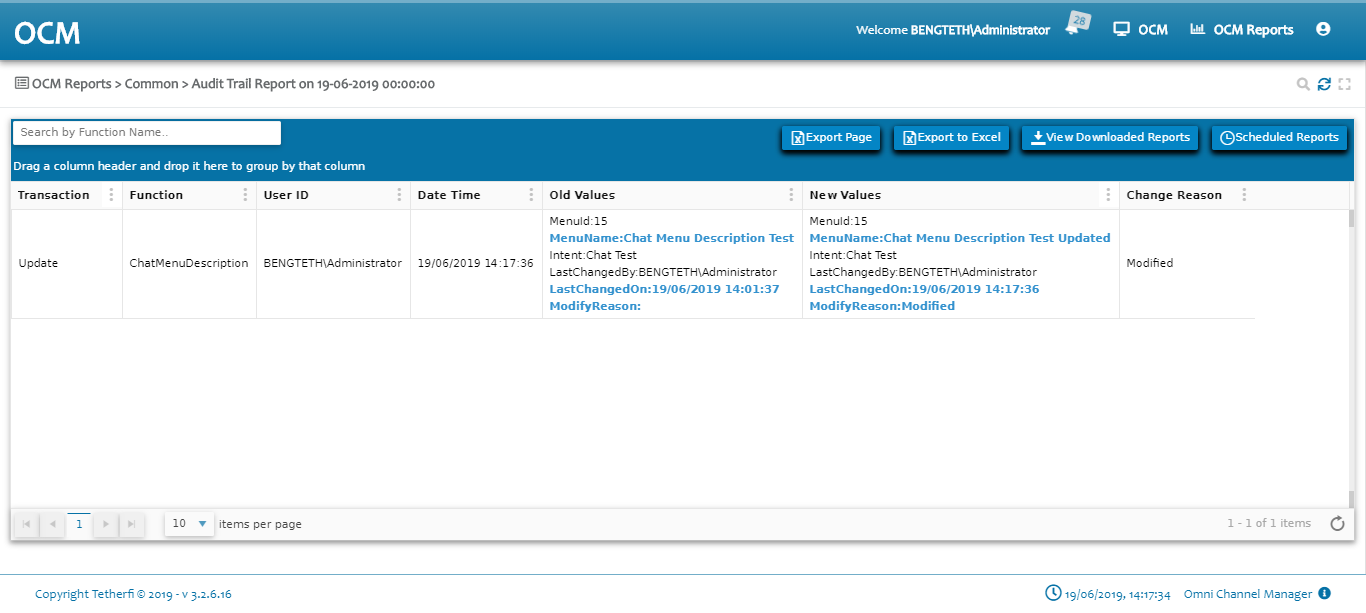 OCM
Welcome BENGTETH\Administrator
28
OCM
OCM Reports
OCM Reports > Common > Audit Trail Report on 19-06-2019 00:00:00
Search by Function Name..
Export Page
Export to Excel
View Downloaded Reports
Scheduled Reports
Drag a column header and drop it here to group by that column
Transaction
Function
User ID
Date Time
Old Values
New Values
Change Reason
Update
ChatMenuDescription
BENGTETH\Administrator
19/06/2019 14:17:36
MenuId:15
MenuName:Chat Menu Description Test
Intent:Chat Test
LastChangedBy:BENGTETH\Administrator
LastChangedOn:19/06/2019 14:01:37
ModifyReason:
MenuId:15
MenuName:Chat Menu Description Test Updated
Intent:Chat Test
LastChangedBy:BENGTETH\Administrator
LastChangedOn:19/06/2019 14:17:36
ModifyReason:Modified
Modified
1
10
items per page
1 - 1 of 1 items
Copyright Tetherfi © 2019 - v 3.2.6.16
19/06/2019, 14:17:34
Omni Channel Manager